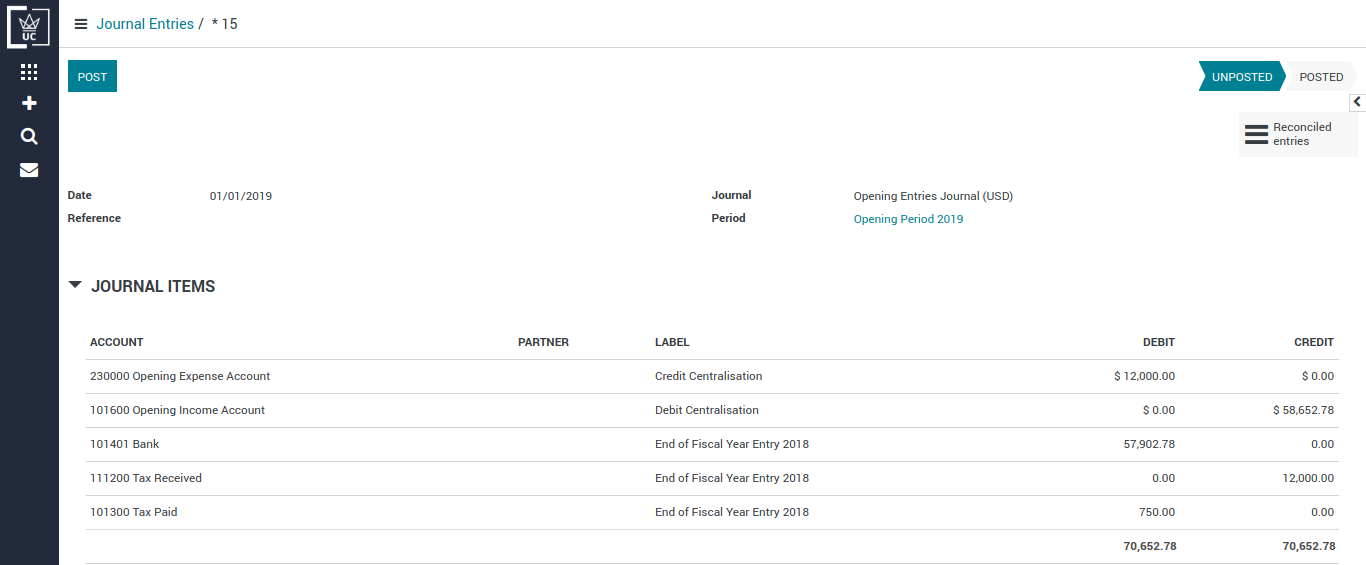 UC
Journal Entries / * 15
POST
UNPOSTED POSTED
Reconciled
entries
Date 01/01/2019 Journal Opening Entries Journal (USD)
Reference Period Opening Period 2019
JOURNAL ITEMS
ACCOUNT PARTNER LABEL DEBIT CREDIT
230000 Opening Expense Account Credit Centralisation $ 12,000.00 $ 0.00
101600 Opening Income Account Debit Centralisation $ 0.00 $ 58,652.78
101401 Bank End of Fiscal Year Entry 2018 57,902.78 0.00
111200 Tax Received End of Fiscal Year Entry 2018 0.00 12,000.00
101300 Tax Paid End of Fiscal Year Entry 2018 750.00 0.00
70,652.78 70,652.78